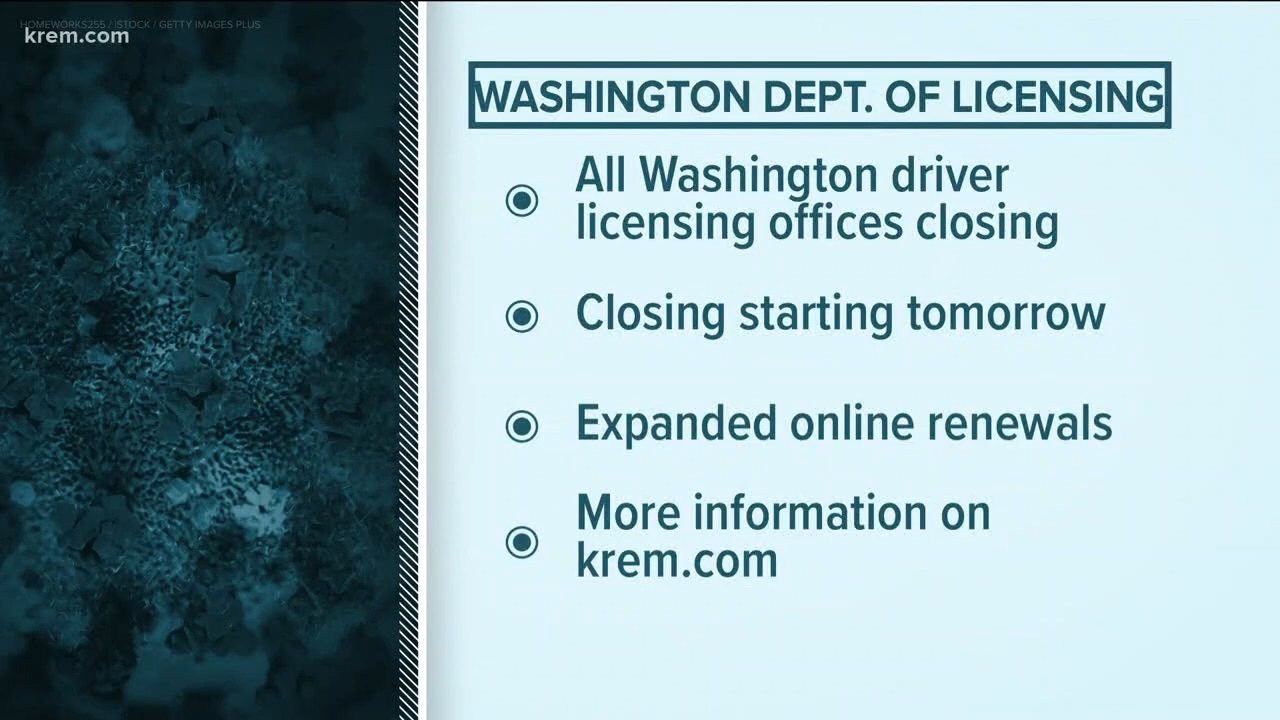 HOMEWORKS255 / iSTOCK / GETTY IMAGES PLUS
krem.com
WASHINGTON DEPT. OF LICENSING
All Washington driver
licensing offices closing
Closing starting tomorrow
Expanded online renewals
More information on
krem.com